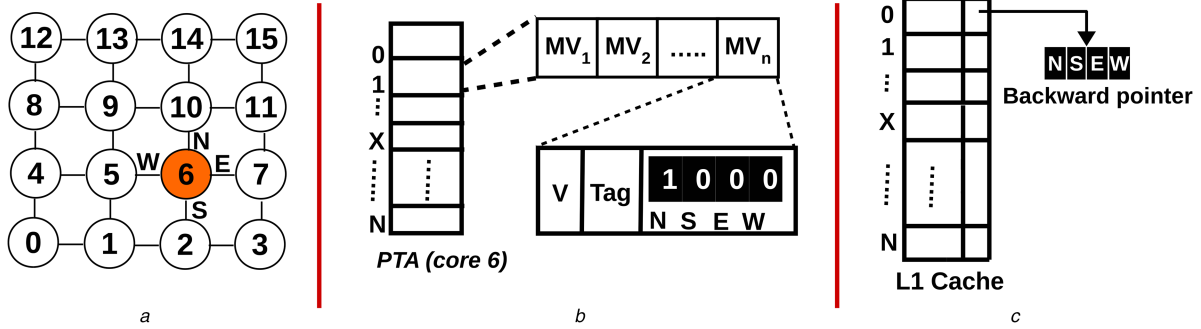 12 13 14 15
8 9 10 11
N
4 5 W 6 E 7
S
0 1 2 3
a
0
1
X
N
PTA (core 6)
MV1 MV2 ..... MVn
V Tag 1 0 0 0
N S E W
b
0
1
X
N
N S E W
Backward pointer
L1 Cache
c